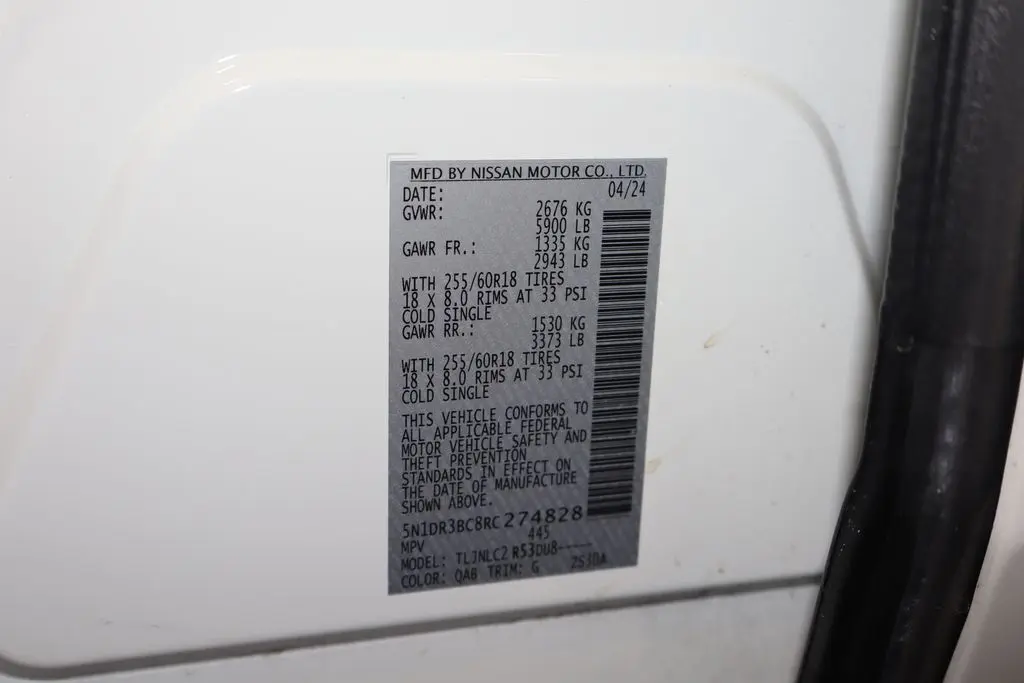 MFD BY NISSAN MOTOR CO., LTD.
DATE: 04/24
GVWR: 2676 KG
5900 LB
GAWR FR.: 1335 KG
2943 LB
WITH 255/60R18 TIRES
18 X 8.0 RIMS AT 33 PSI
COLD SINGLE
GAWR RR.: 1530 KG
3373 LB
WITH 255/60R18 TIRES
18 X 8.0 RIMS AT 33 PSI
COLD SINGLE
THIS VEHICLE CONFORMS TO
ALL APPLICABLE FEDERAL
MOTOR VEHICLE SAFETY AND
THEFT PREVENTION
STANDARDS IN EFFECT ON
THE DATE OF MANUFACTURE
SHOWN ABOVE.
5N1DR3BC8RC274828
MPV 445
MODEL: TLJNLC2 R53DU8-----
COLOR: QAB TRIM: G 2S3DA